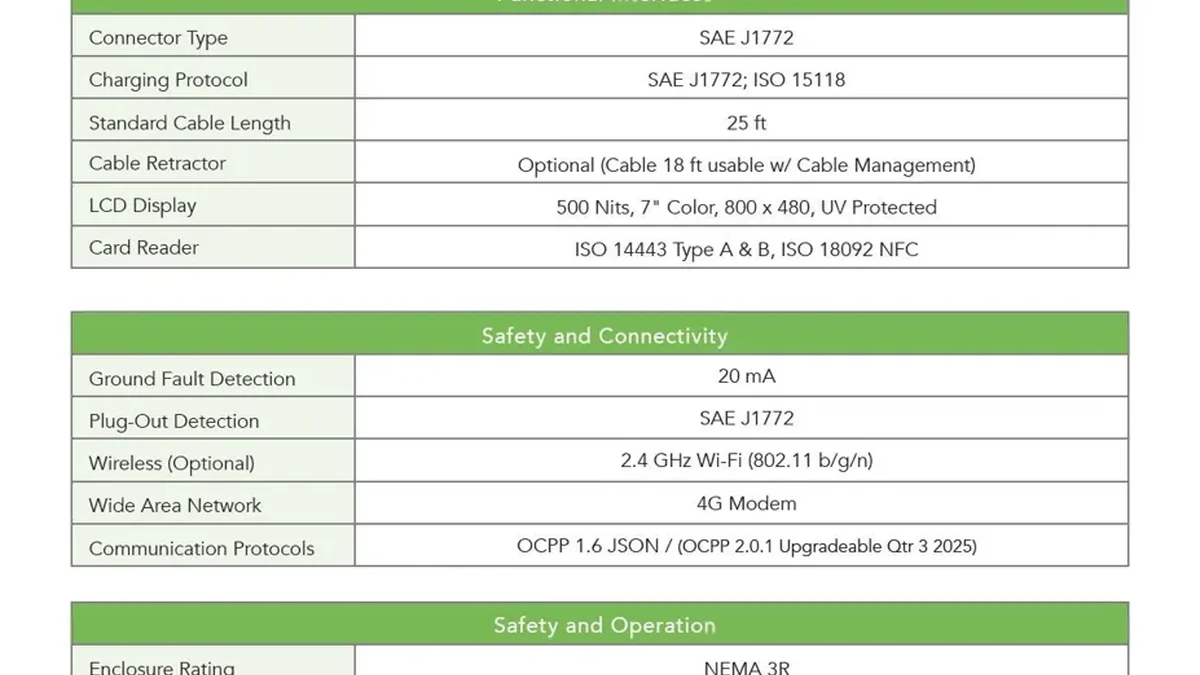 Functional Interfaces
Connector Type SAE J1772
Charging Protocol SAE J1772; ISO 15118
Standard Cable Length 25 ft
Cable Retractor Optional (Cable 18 ft usable w/ Cable Management)
LCD Display 500 Nits, 7" Color, 800 x 480, UV Protected
Card Reader ISO 14443 Type A & B, ISO 18092 NFC
Safety and Connectivity
Ground Fault Detection 20 mA
Plug-Out Detection SAE J1772
Wireless (Optional) 2.4 GHz Wi-Fi (802.11 b/g/n)
Wide Area Network 4G Modem
Communication Protocols OCPP 1.6 JSON / (OCPP 2.0.1 Upgradeable Qtr 3 2025)
Safety and Operation
Enclosure Rating NEMA 3R